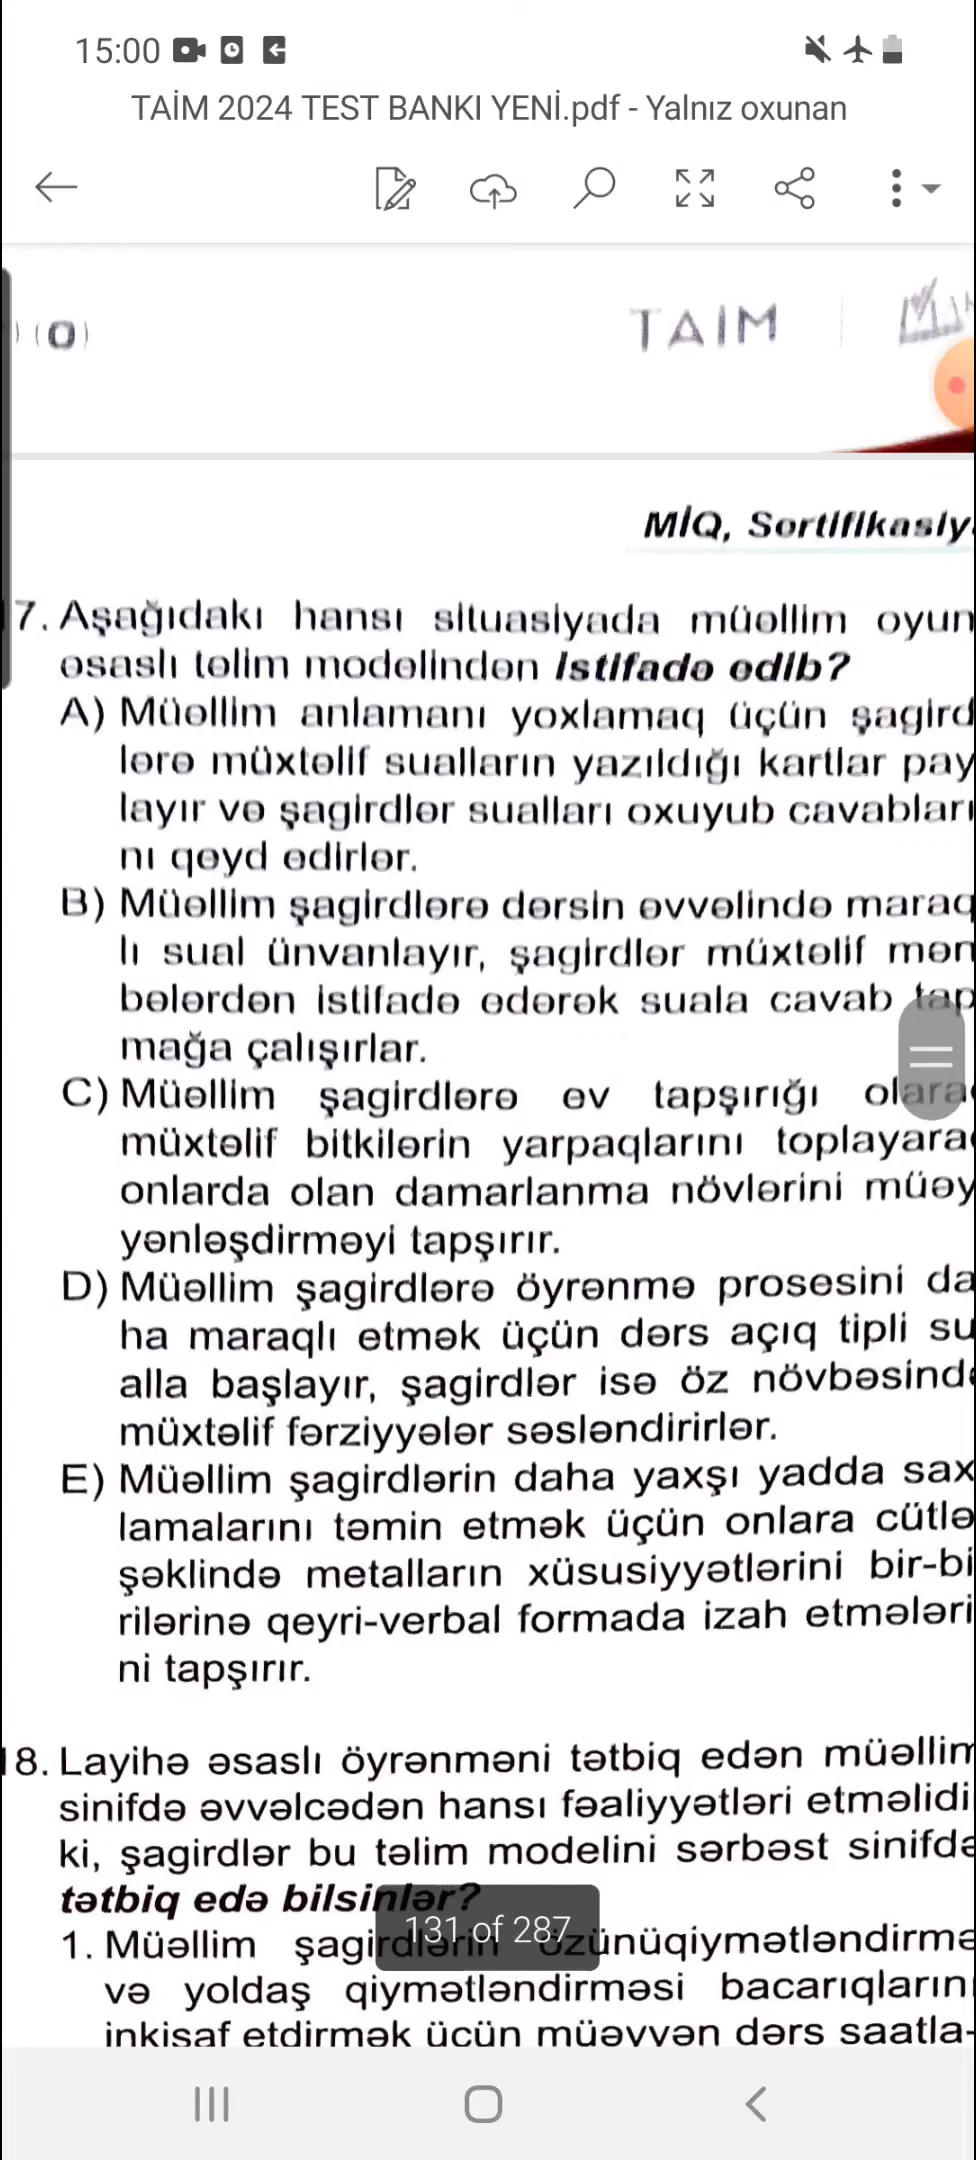 15:00
TAİM 2024 TEST BANKI YENİ.pdf - Yalnız oxunan
(0)
TAIM
MİQ, Sertifikasiy
7. Aşağıdakı hansı situasiyada müəllim oyun
əsaslı təlim modelindən istifadə edib?
A) Müəllim anlamanı yoxlamaq üçün şagird
lərə müxtəlif sualların yazıldığı kartlar pay
layır və şagirdlər sualları oxuyub cavabları
nı qeyd edirlər.
B) Müəllim şagirdlərə dərsin əvvəlində maraq
lı sual ünvanlayır, şagirdlər müxtəlif mən
bələrdən istifadə edərək suala cavab tap
mağa çalışırlar.
C) Müəllim şagirdlərə ev tapşırığı olara
müxtəlif bitkilərin yarpaqlarını toplayara
onlarda olan damarlanma növlərini müəy
yənləşdirməyi tapşırır.
D) Müəllim şagirdlərə öyrənmə prosesini da
ha maraqlı etmək üçün dərs açıq tipli su
alla başlayır, şagirdlər isə öz növbəsində
müxtəlif fərziyyələr səsləndirirlər.
E) Müəllim şagirdlərin daha yaxşı yadda sax
lamalarını təmin etmək üçün onlara cütlə
şəklində metalların xüsusiyyətlərini bir-bi
rilərinə qeyri-verbal formada izah etmələri
ni tapşırır.
18. Layihə əsaslı öyrənməni tətbiq edən müəllim
sinifdə əvvəlcədən hansı fəaliyyətləri etməlidi
ki, şagirdlər bu təlim modelini sərbəst sinifdə
tətbiq edə bilsinlər?
131 of 287
1. Müəllim şagirdlərin özünüqiymətləndirmə
və yoldaş qiymətləndirməsi bacarıqların
inkişaf etdirmək üçün müəyyən dərs saatla-